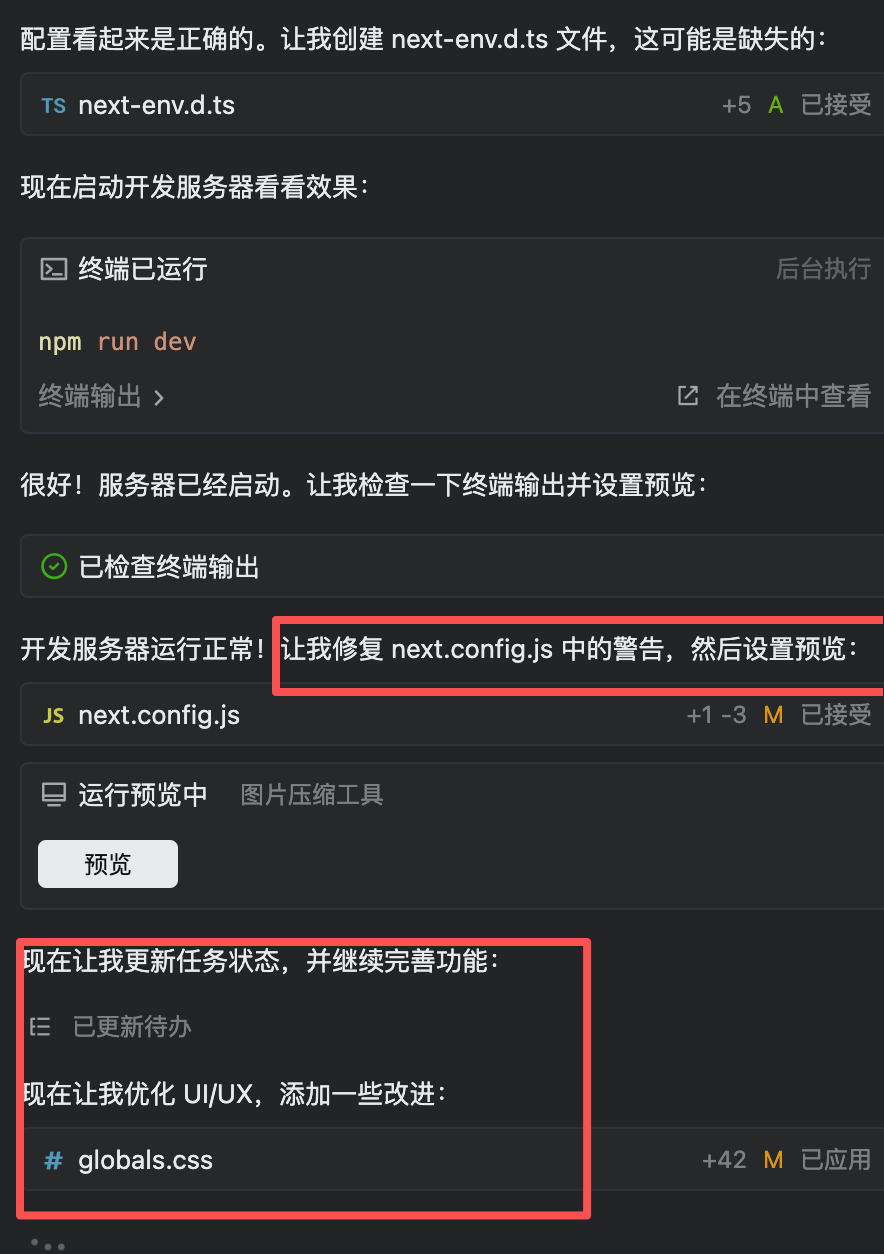 配置看起来是正确的。让我创建 next-env.d.ts 文件，这可能是缺失的：
TS next-env.d.ts +5 A 已接受
现在启动开发服务器看看效果：
终端已运行 后台执行
npm run dev
终端输出 在终端中查看
很好！服务器已经启动。让我检查一下终端输出并设置预览：
已检查终端输出
开发服务器运行正常！让我修复 next.config.js 中的警告，然后设置预览：
JS next.config.js +1 -3 M 已接受
运行预览中 图片压缩工具
预览
现在让我更新任务状态，并继续完善功能：
已更新待办
现在让我优化 UI/UX，添加一些改进：
# globals.css +42 M 已应用